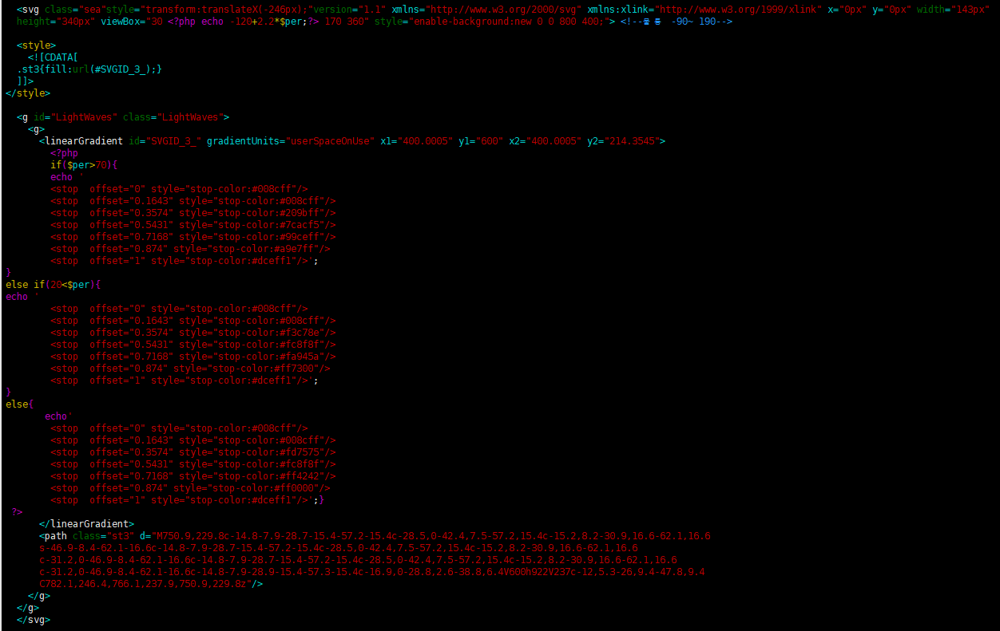 <svg class="sea"style="transform:translateX(-246px);"version="1.1" xmlns="http://www.w3.org/2000/svg" xmlns:xlink="http://www.w3.org/1999/xlink" x="0px" y="0px" width="143px"
height="340px" viewBox="30 <?php echo -120+2.2*$per;?> 170 360" style="enable-background:new 0 0 800 400;"> <!-- -90~ 190-->
<style>
<![CDATA[
.st3{fill:url(#SVGID_3_);}
]]>
</style>
<g id="LightWaves" class="LightWaves">
<g>
<linearGradient id="SVGID_3_" gradientUnits="userSpaceOnUse" x1="400.0005" y1="600" x2="400.0005" y2="214.3545">
<?php
if($per>70){
echo '
<stop  offset="0" style="stop-color:#008cff"/>
<stop  offset="0.1643" style="stop-color:#008cff"/>
<stop  offset="0.3574" style="stop-color:#209bff"/>
<stop  offset="0.5431" style="stop-color:#7cacf5"/>
<stop  offset="0.7168" style="stop-color:#99ceff"/>
<stop  offset="0.874" style="stop-color:#a9e7ff"/>
<stop  offset="1" style="stop-color:#dceff1"/>';
}
else if(20<$per){
echo '
<stop  offset="0" style="stop-color:#008cff"/>
<stop  offset="0.1643" style="stop-color:#008cff"/>
<stop  offset="0.3574" style="stop-color:#f3c78e"/>
<stop  offset="0.5431" style="stop-color:#fc8f8f"/>
<stop  offset="0.7168" style="stop-color:#fa945a"/>
<stop  offset="0.874" style="stop-color:#ff7300"/>
<stop  offset="1" style="stop-color:#dceff1"/>';
}
else{
echo'
<stop  offset="0" style="stop-color:#008cff"/>
<stop  offset="0.1643" style="stop-color:#008cff"/>
<stop  offset="0.3574" style="stop-color:#fd7575"/>
<stop  offset="0.5431" style="stop-color:#fc8f8f"/>
<stop  offset="0.7168" style="stop-color:#ff4242"/>
<stop  offset="0.874" style="stop-color:#ff0000"/>
<stop  offset="1" style="stop-color:#dceff1"/>';}
?>
</linearGradient>
<path class="st3" d="M750.9,229.8c-14.8-7.9-28.7-15.4-57.2-15.4c-28.5,0-42.4,7.5-57.2,15.4c-15.2,8.2-30.9,16.6-62.1,16.6
s-46.9-8.4-62.1-16.6c-14.8-7.9-28.7-15.4-57.2-15.4c-28.5,0-42.4,7.5-57.2,15.4c-15.2,8.2-30.9,16.6-62.1,16.6
c-31.2,0-46.9-8.4-62.1-16.6c-14.8-7.9-28.7-15.4-57.2-15.4c-28.5,0-42.4,7.5-57.2,15.4c-15.2,8.2-30.9,16.6-62.1,16.6
c-31.2,0-46.9-8.4-62.1-16.6c-14.8-7.9-28.9-15.4-57.3-15.4c-16.9,0-28.8,2.6-38.8,6.4V600h922V237c-12.5,3-26.9,9.4-47.8,9.4
C782.1,246.4,766.1,237.9,750.9,229.8z"/>
</g>
</g>
</svg>